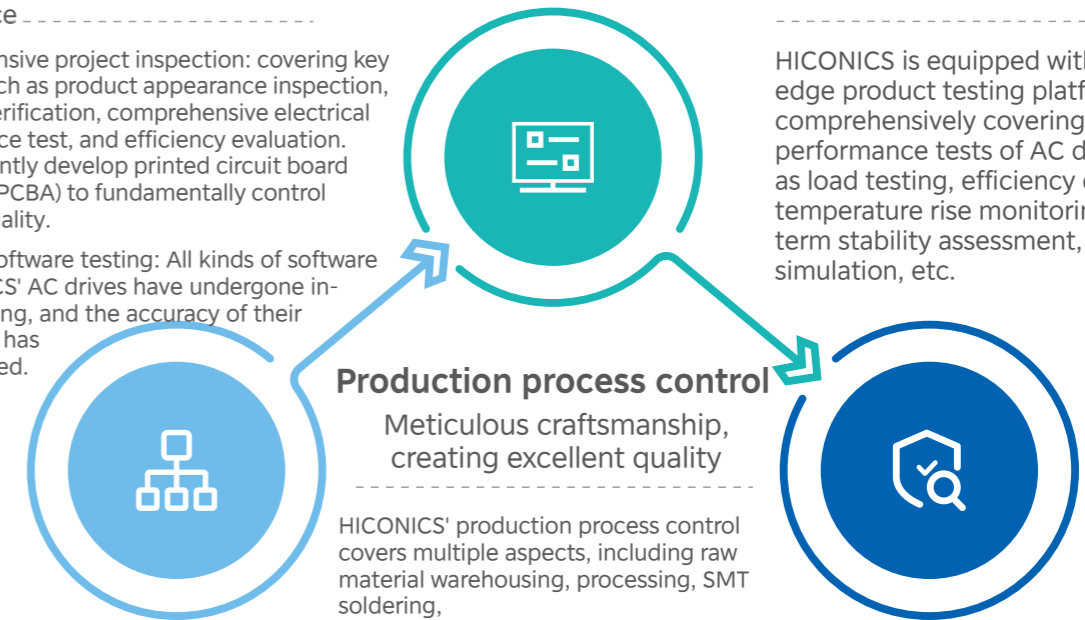 ce
nsive project inspection: covering key
ch as product appearance inspection,
erification, comprehensive electrical
ce test, and efficiency evaluation.
ntly develop printed circuit board
PCBA) to fundamentally control
ality.
oftware testing: All kinds of software
CS' AC drives have undergone in-
ing, and the accuracy of their
has
ed.
Production process control
Meticulous craftsmanship,
creating excellent quality
HICONICS' production process control
covers multiple aspects, including raw
material warehousing, processing, SMT
soldering,
HICONICS is equipped with
edge product testing platf
comprehensively covering
performance tests of AC d
as load testing, efficiency
temperature rise monitorin
term stability assessment,
simulation, etc.